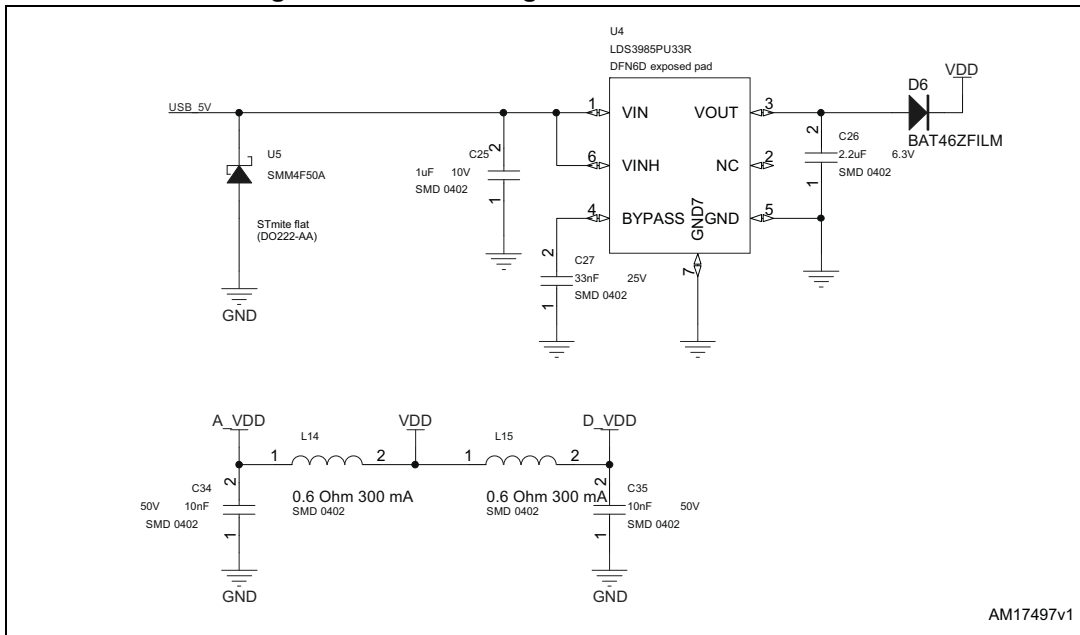 U4
LDS3985PU33R
DFN6D exposed pad
VDD
D6
BAT46ZFILM
USB_5V
1 VIN VOUT 3
6 VINH NC 2
4 BYPASS GND 5
GND7
7
U5
SMM4F50A
STmite flat
(DO222-AA)
GND
2
C25
1uF 10V
SMD 0402
1
2
C26
2.2uF 6.3V
SMD 0402
1
2
C27
33nF 25V
SMD 0402
1
A_VDD VDD D_VDD
L14 L15
1 2 1 2
0.6 Ohm 300 mA 0.6 Ohm 300 mA
SMD 0402 SMD 0402
2
C34
50V 10nF
SMD 0402
1
GND
2
C35
10nF 50V
SMD 0402
1
GND
AM17497v1